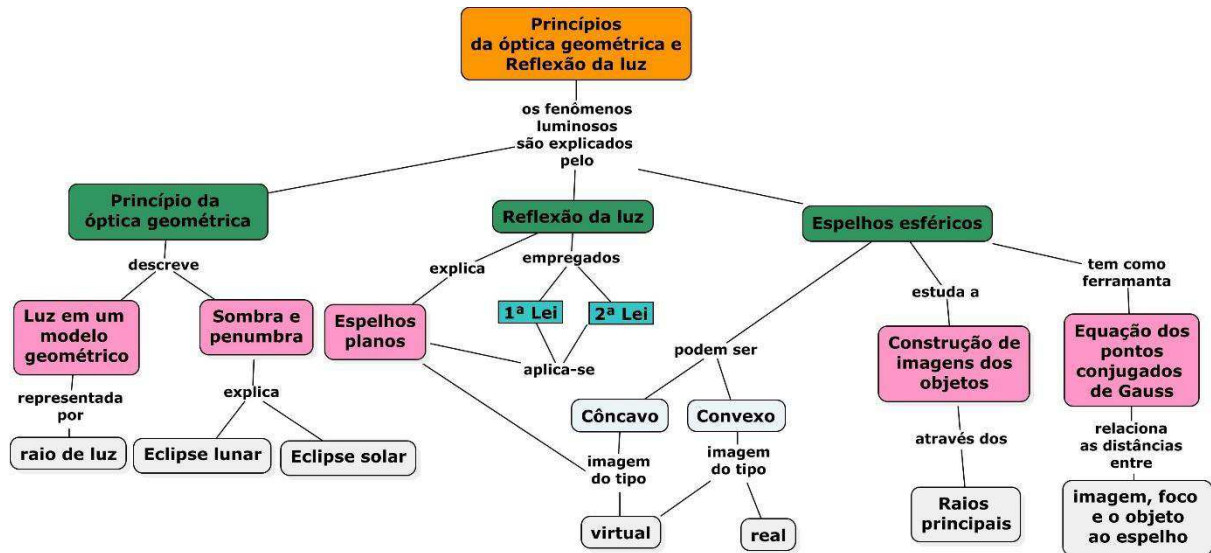 Princípios
da óptica geométrica e
Reflexão da luz
os fenômenos
luminosos
são explicados
pelo
Princípio da
óptica geométrica
Reflexão da luz
Espelhos esféricos
descreve
explica
empregados
tem como
ferramanta
estuda a
Luz em um
modelo
geométrico
Sombra e
penumbra
Espelhos
planos
1ª Lei
2ª Lei
aplica-se
podem ser
Construção de
imagens dos
objetos
Equação dos
pontos
conjugados
de Gauss
representada
por
explica
Côncavo
Convexo
através dos
relaciona
as distâncias
entre
raio de luz
Eclipse lunar
Eclipse solar
imagem
do tipo
imagem
do tipo
virtual
real
Raios
principais
imagem, foco
e o objeto
ao espelho